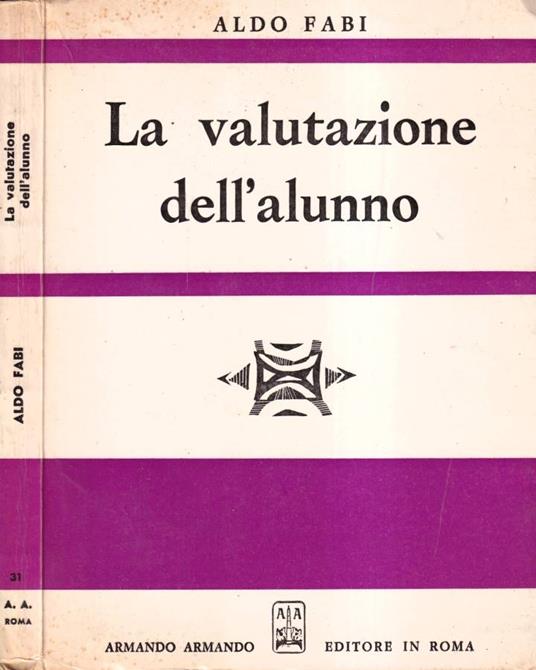 ALDO FABI
La valutazione
dell'alunno
A A
ARMANDO ARMANDO EDITORE IN ROMA
La valutazione
dell'alunno
ALDO FABI
31
A. A.
ROMA